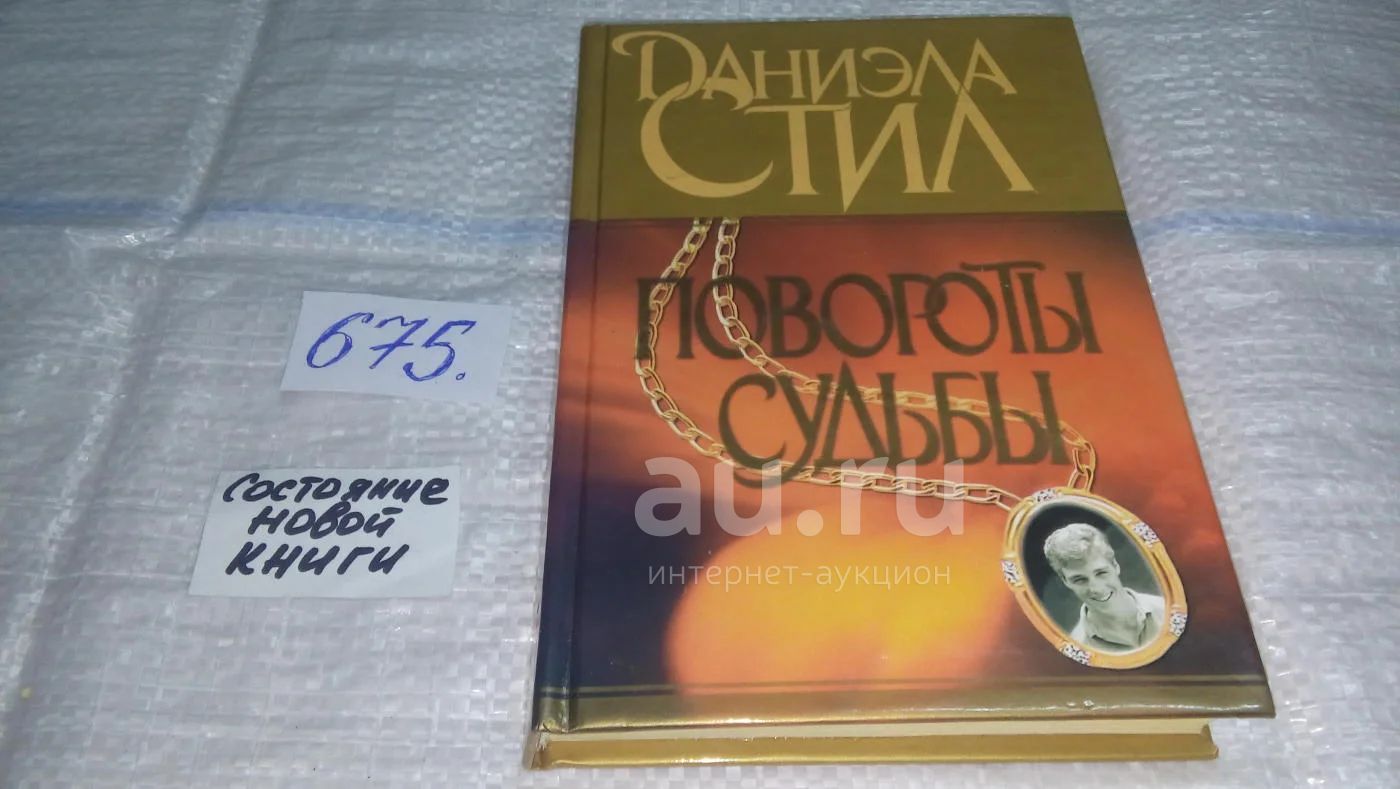 ДАНИЭЛА
СТИЛ
ПОВОРОТЫ
СУДЬБЫ
675.
СОСТОЯНИЕ
НОВОЙ
КНИГИ
au.ru
интернет-аукцион